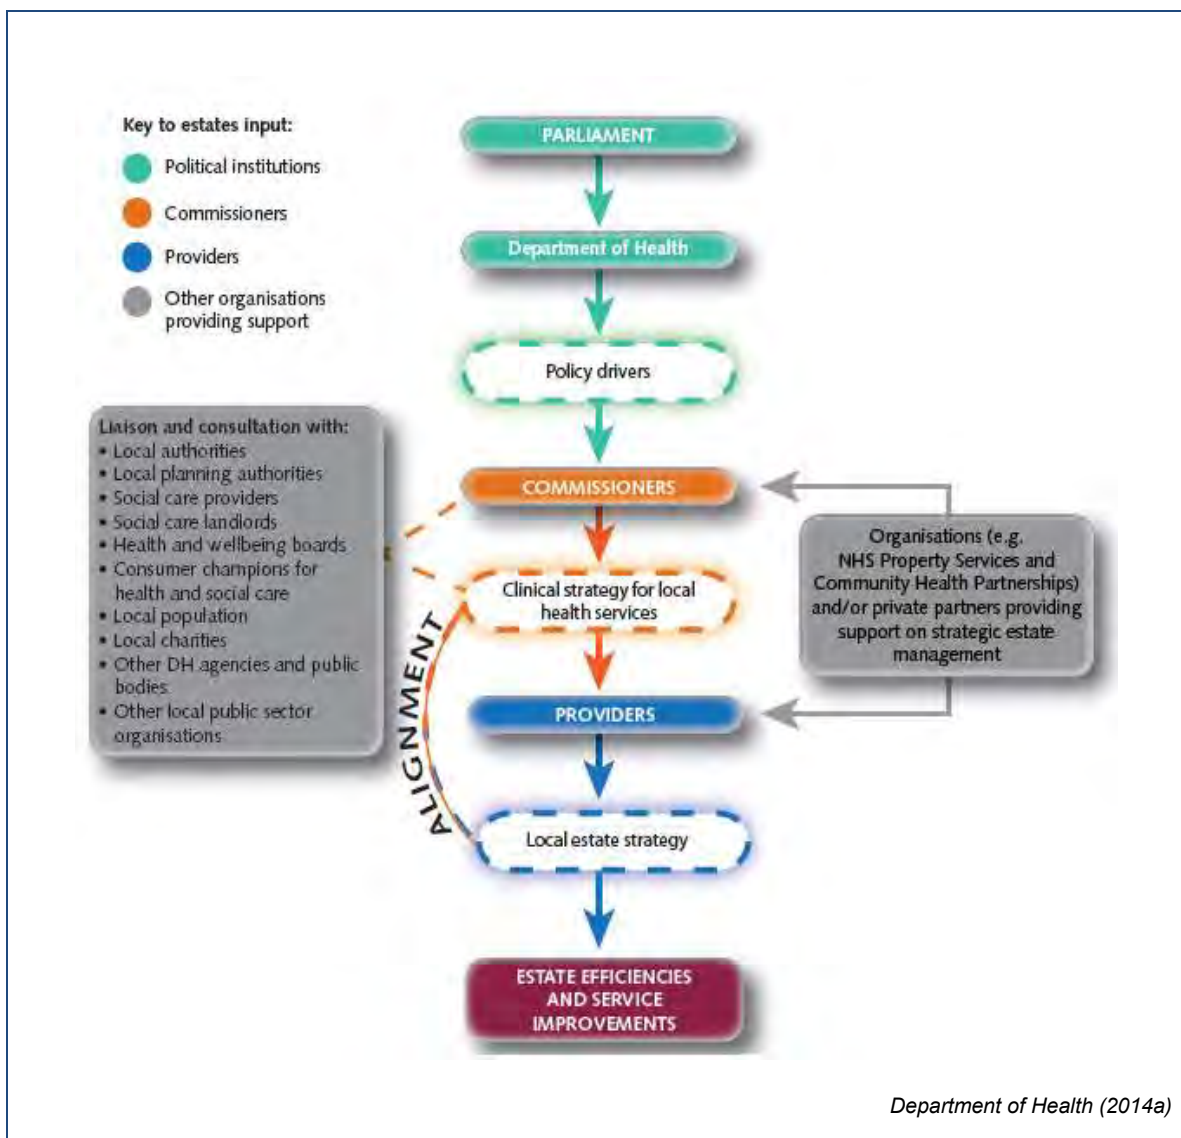 Key to estates input:
Political institutions
Commissioners
Providers
Other organisations
providing support
PARLIAMENT
Department of Health
Policy drivers
COMMISSIONERS
Clinical strategy for local
health services
PROVIDERS
Local estate strategy
ESTATE EFFICIENCIES
AND SERVICE
IMPROVEMENTS
Liaison and consultation with:
• Local authorities
• Local planning authorities
• Social care providers
• Social care landlords
• Health and wellbeing boards
• Consumer champions for
health and social care
• Local population
• Local charities
• Other DH agencies and public
bodies
• Other local public sector
organisations
ALIGNMENT
Organisations (e.g.
NHS Property Services and
Community Health Partnerships)
and/or private partners providing
support on strategic estate
management
Department of Health (2014a)